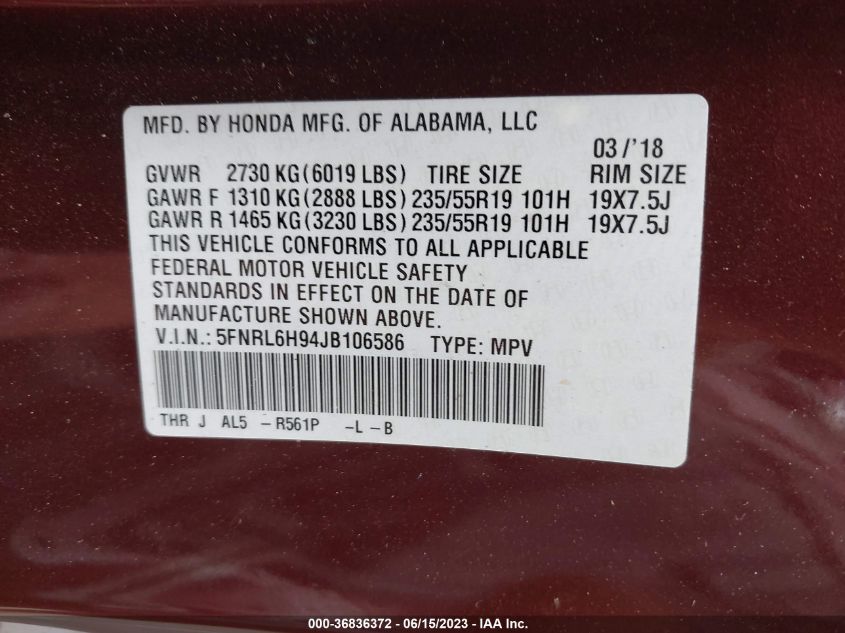 MFD. BY HONDA MFG. OF ALABAMA, LLC
03/'18
GVWR 2730 KG(6019 LBS) TIRE SIZE RIM SIZE
GAWR F 1310 KG(2888 LBS) 235/55R19 101H 19X7.5J
GAWR R 1465 KG(3230 LBS) 235/55R19 101H 19X7.5J
THIS VEHICLE CONFORMS TO ALL APPLICABLE
FEDERAL MOTOR VEHICLE SAFETY
STANDARDS IN EFFECT ON THE DATE OF
MANUFACTURE SHOWN ABOVE.
V.I.N.: 5FNRL6H94JB106586 TYPE: MPV
THR J AL5 -R561P -L-B
000-36836372 - 06/15/2023 - IAA Inc.